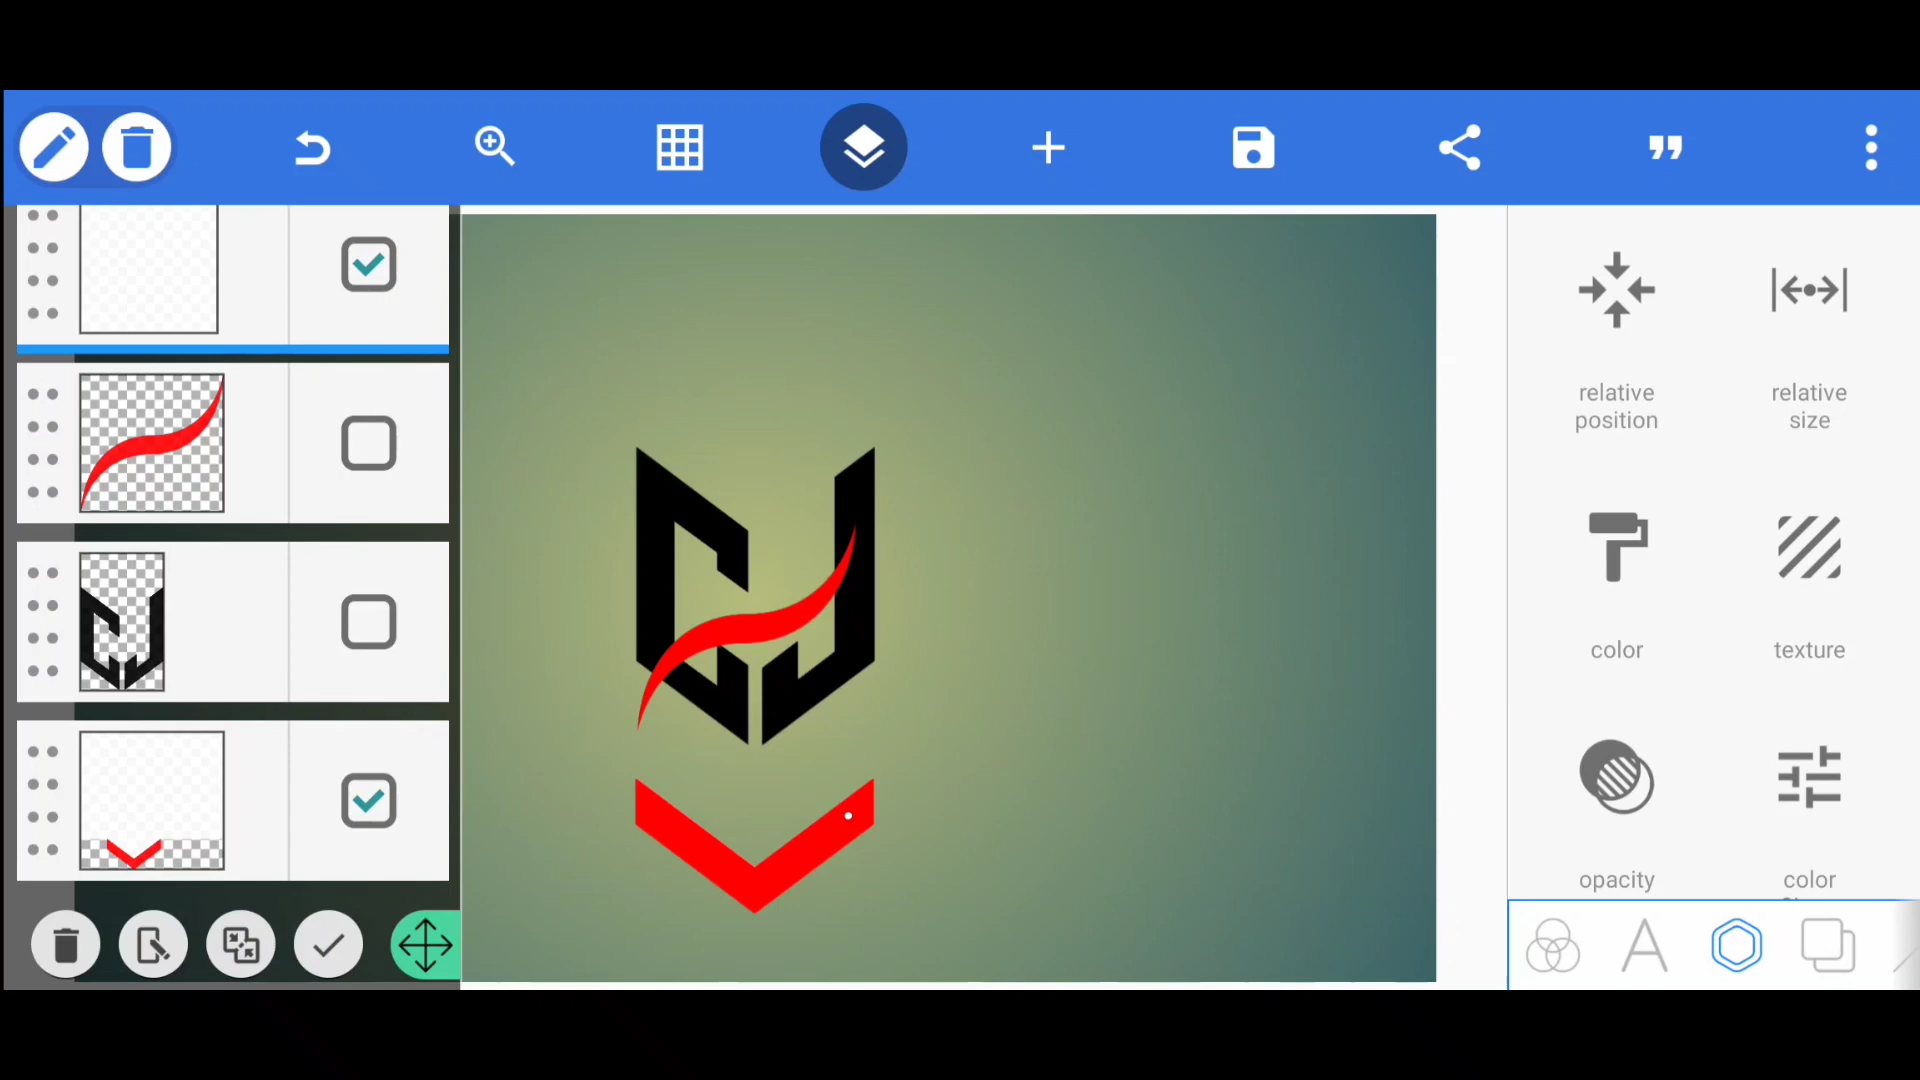 relative
position
relative
size
color
texture
opacity
color